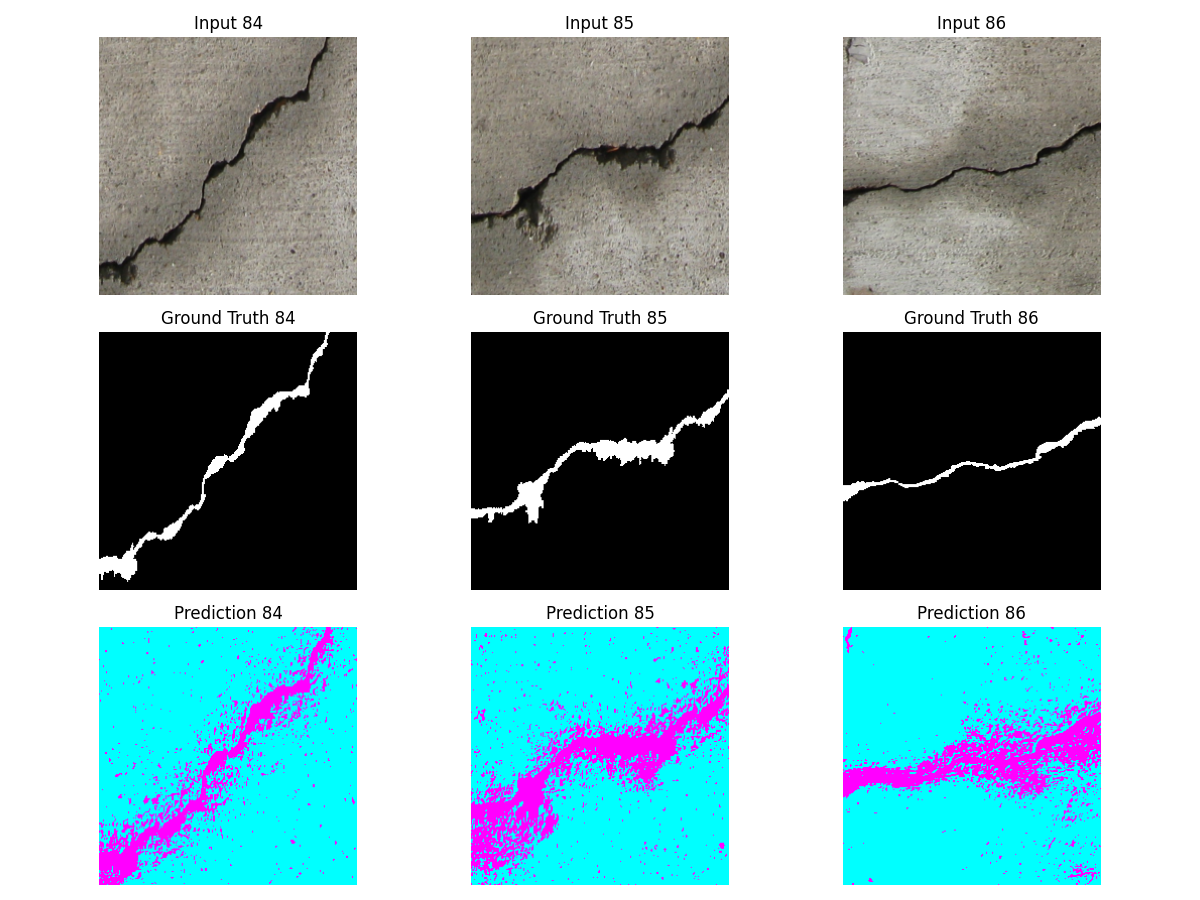 Input 84
Input 85
Input 86
Ground Truth 84
Ground Truth 85
Ground Truth 86
Prediction 84
Prediction 85
Prediction 86